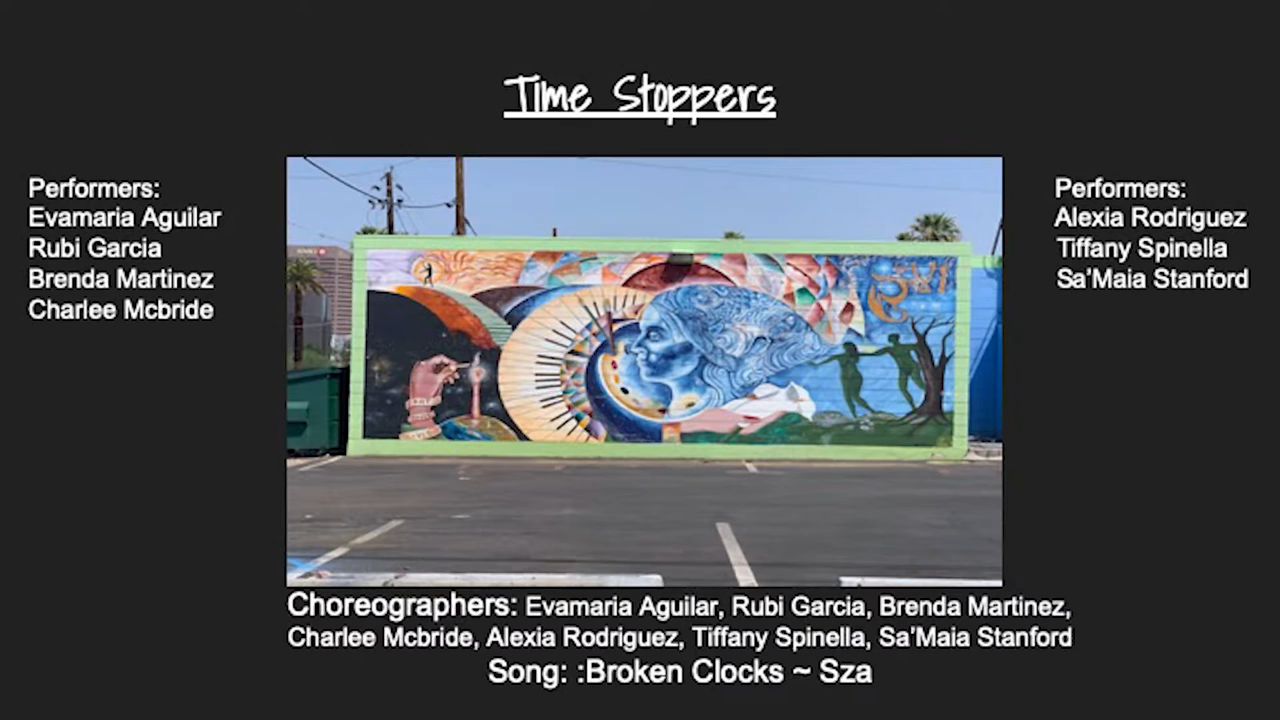 Time Stoppers
Performers:
Evamaria Aguilar
Rubi Garcia
Brenda Martinez
Charlee Mcbride
Performers:
Alexia Rodriguez
Tiffany Spinella
Sa'Maia Stanford
Choreographers: Evamaria Aguilar, Rubi Garcia, Brenda Martinez,
Charlee Mcbride, Alexia Rodriguez, Tiffany Spinella, Sa'Maia Stanford
Song: :Broken Clocks ~ Sza